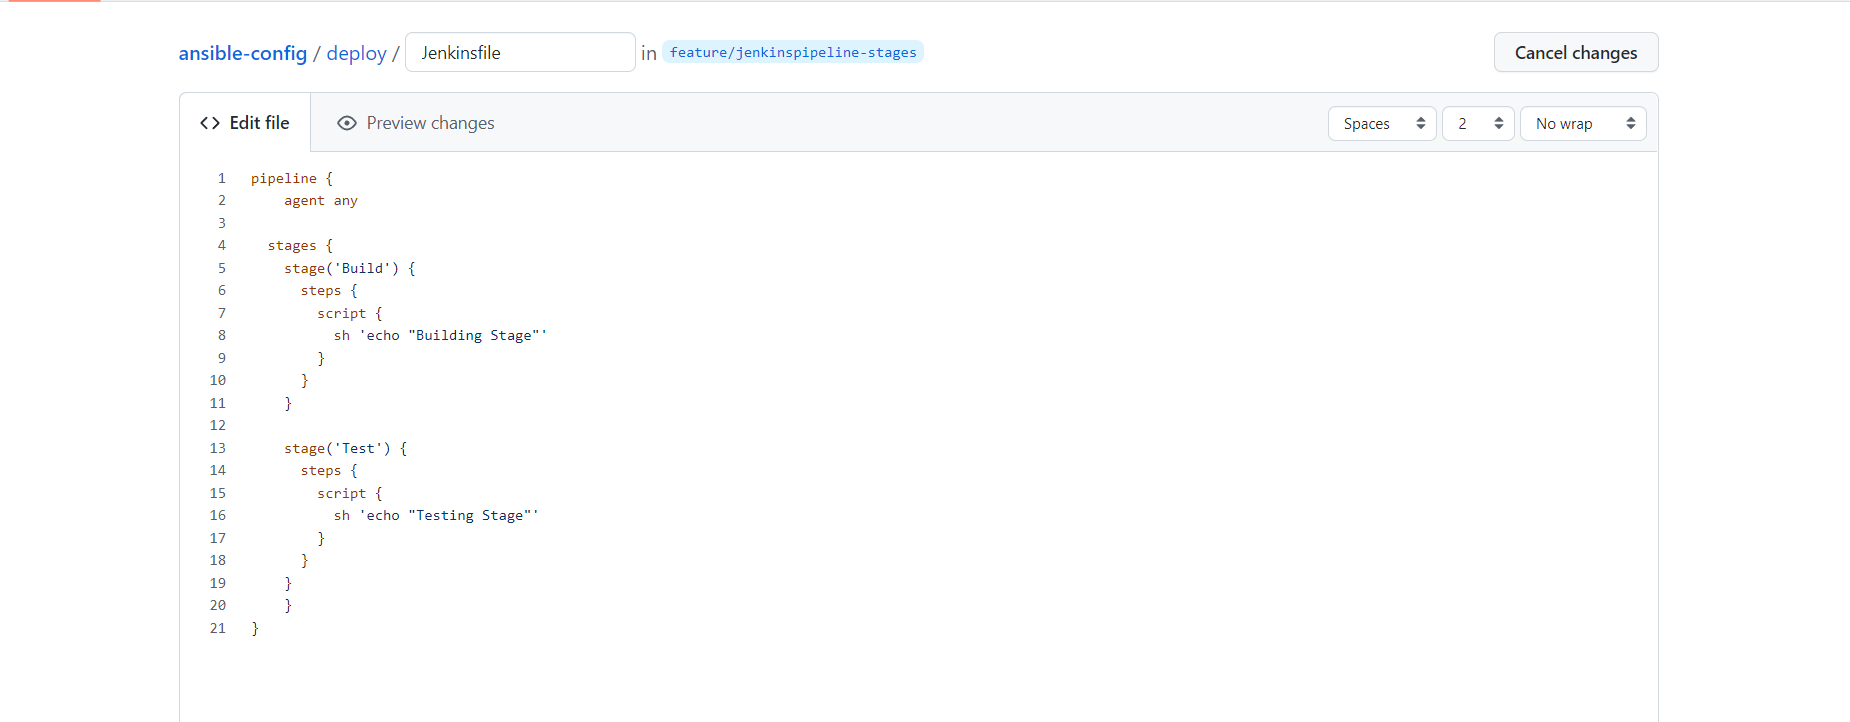 ansible-config / deploy / Jenkinsfile in feature/jenkinspipeline-stages Cancel changes
Edit file Preview changes Spaces 2 No wrap
1 pipeline {
2     agent any
3
4   stages {
5     stage('Build') {
6       steps {
7         script {
8           sh 'echo "Building Stage"'
9         }
10       }
11     }
12
13     stage('Test') {
14       steps {
15         script {
16           sh 'echo "Testing Stage"'
17         }
18       }
19     }
20     }
21 }